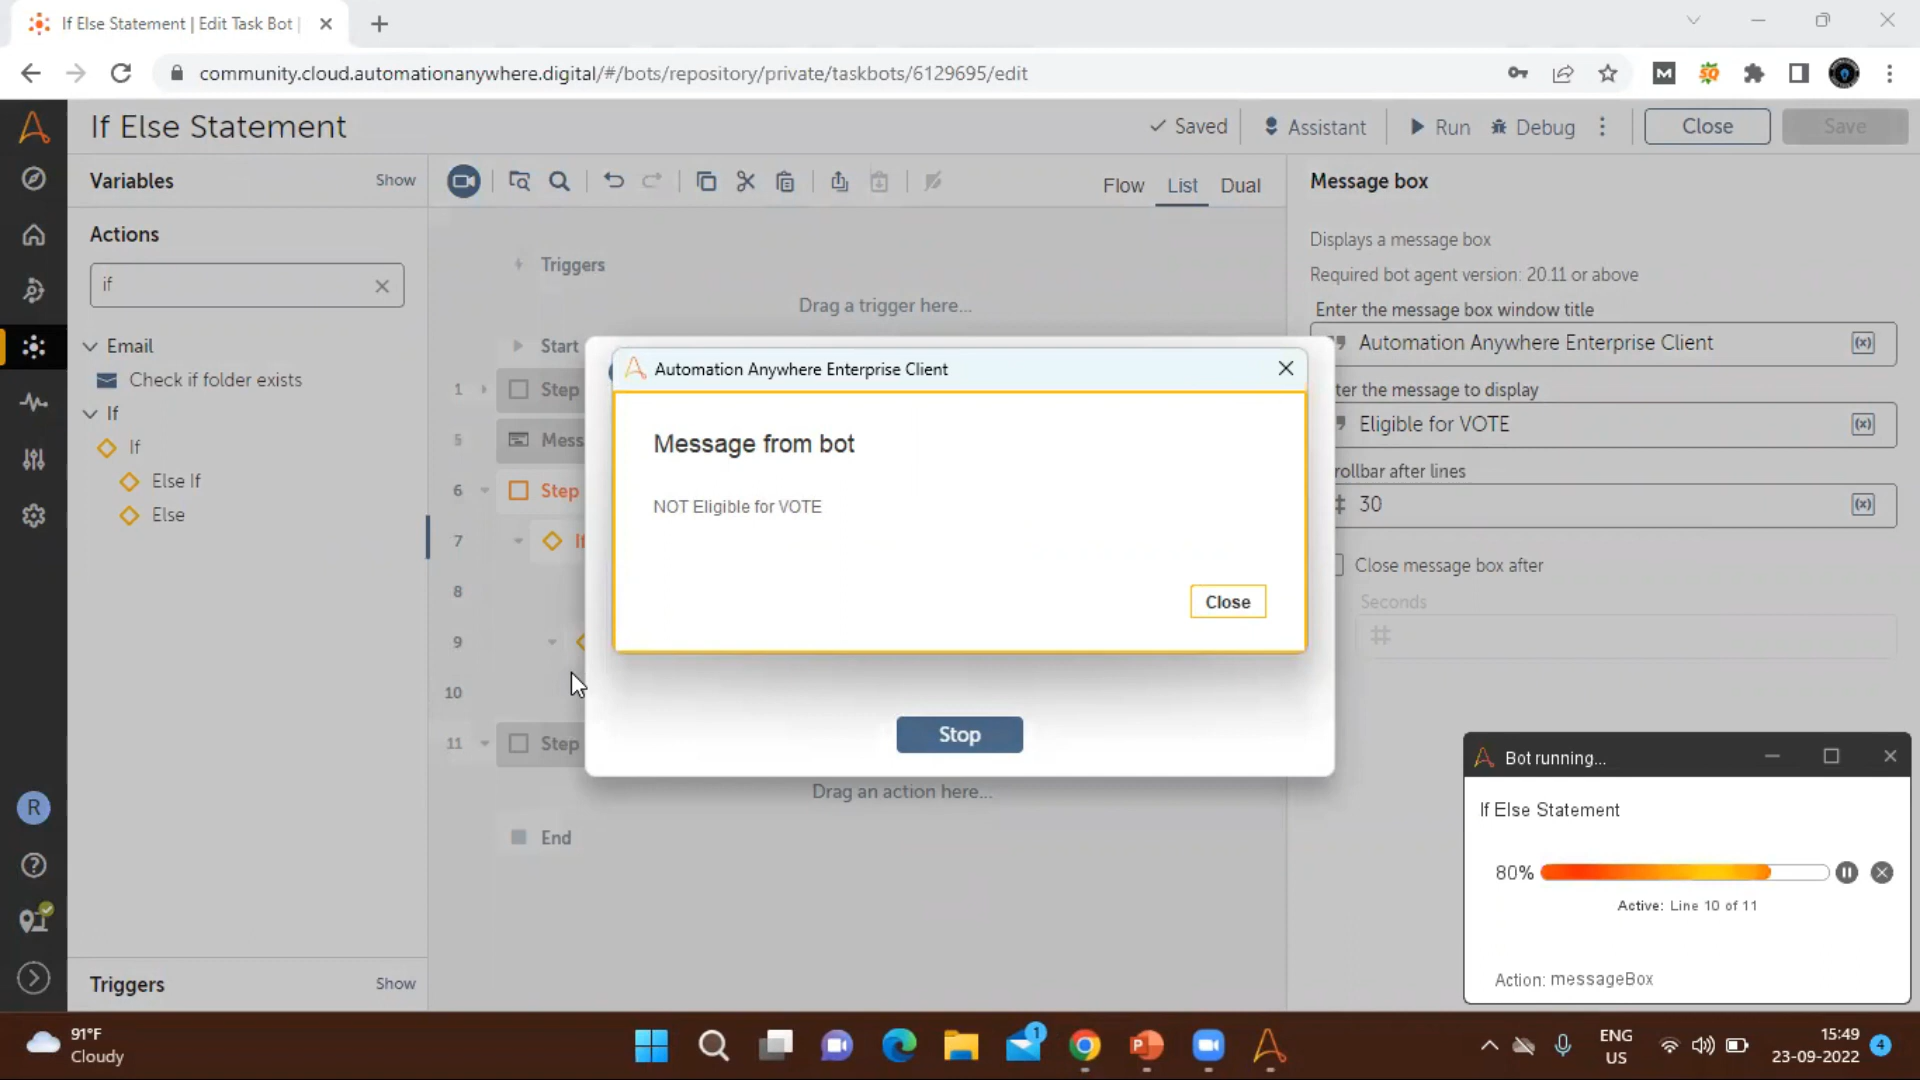 If Else Statement | Edit Task Bot |
community.cloud.automationanywhere.digital/#/bots/repository/private/taskbots/6129695/edit
If Else Statement
Saved
Assistant
Run
Debug
Close
Save
Variables
Show
Flow
List
Dual
Message box
Actions
if
Displays a message box
Required bot agent version: 20.11 or above
Triggers
Drag a trigger here...
Enter the message box window title
Automation Anywhere Enterprise Client
Email
Check if folder exists
If
If
Else If
Else
Start
1 Step
5 Mess
6 Step
7 If
8
9
10
11 Step
Drag an action here...
End
Automation Anywhere Enterprise Client
Message from bot
NOT Eligible for VOTE
Close
Stop
ter the message to display
Eligible for VOTE
rollbar after lines
30
Close message box after
Seconds
Bot running...
If Else Statement
80%
Active: Line 10 of 11
Action: messageBox
R
Triggers
Show
91°F
Cloudy
1
P
ENG
US
15:49
23-09-2022
4